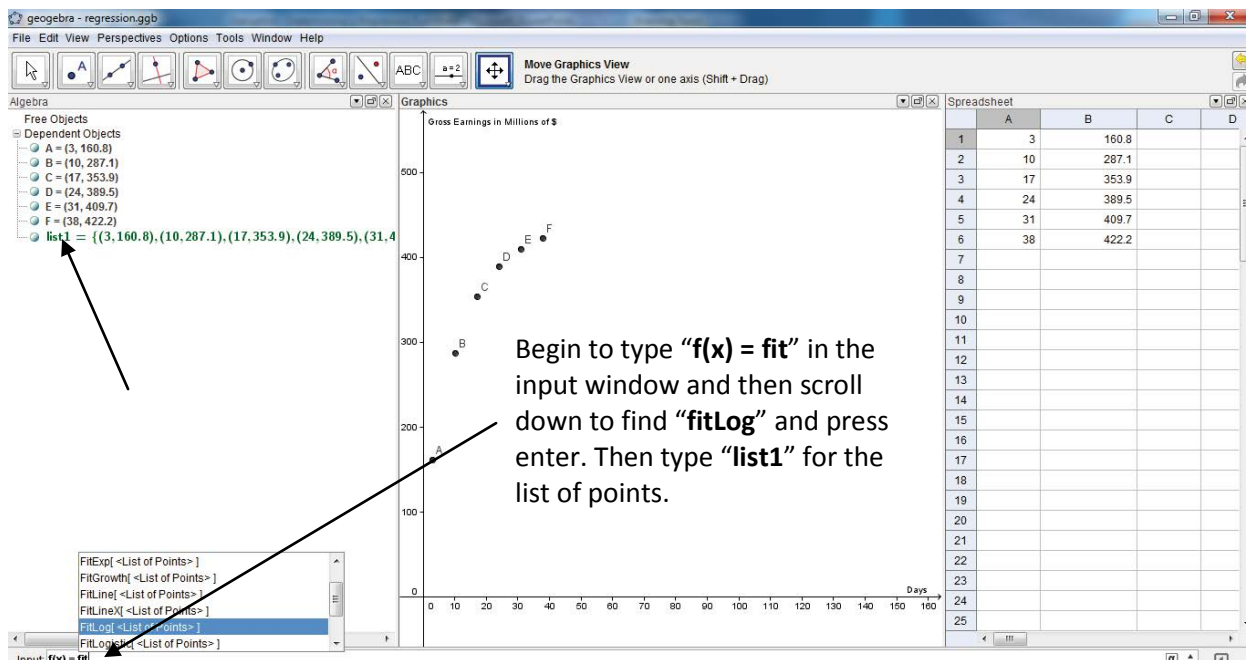 geogebra - regression.ggb
File Edit View Perspectives Options Tools Window Help
A
ABC
a=2
Move Graphics View
Drag the Graphics View or one axis (Shift + Drag)
Algebra
Free Objects
Dependent Objects
A = (3, 160.8)
B = (10, 287.1)
C = (17, 353.9)
D = (24, 389.5)
E = (31, 409.7)
F = (38, 422.2)
list1 = {(3,160.8),(10,287.1),(17,353.9),(24,389.5),(31,4
Graphics
Gross Earnings in Millions of $
500
400
300
200
100
0
F
E
D
C
B
A
0 10 20 30 40 50 60 70 80 90 100 110 120 130 140 150 160
Days
Begin to type “f(x) = fit” in the
input window and then scroll
down to find “fitLog” and press
enter. Then type “list1” for the
list of points.
Spreadsheet
A B C D
1 3 160.8
2 10 287.1
3 17 353.9
4 24 389.5
5 31 409.7
6 38 422.2
7
8
9
10
11
12
13
14
15
16
17
18
19
20
21
22
23
24
25
FitExp[ <List of Points> ]
FitGrowth[ <List of Points> ]
FitLine[ <List of Points> ]
FitLineX[ <List of Points> ]
FitLog[ <List of Points> ]
FitLogistic[ <List of Points> ]
Input: f(x) = fit
α